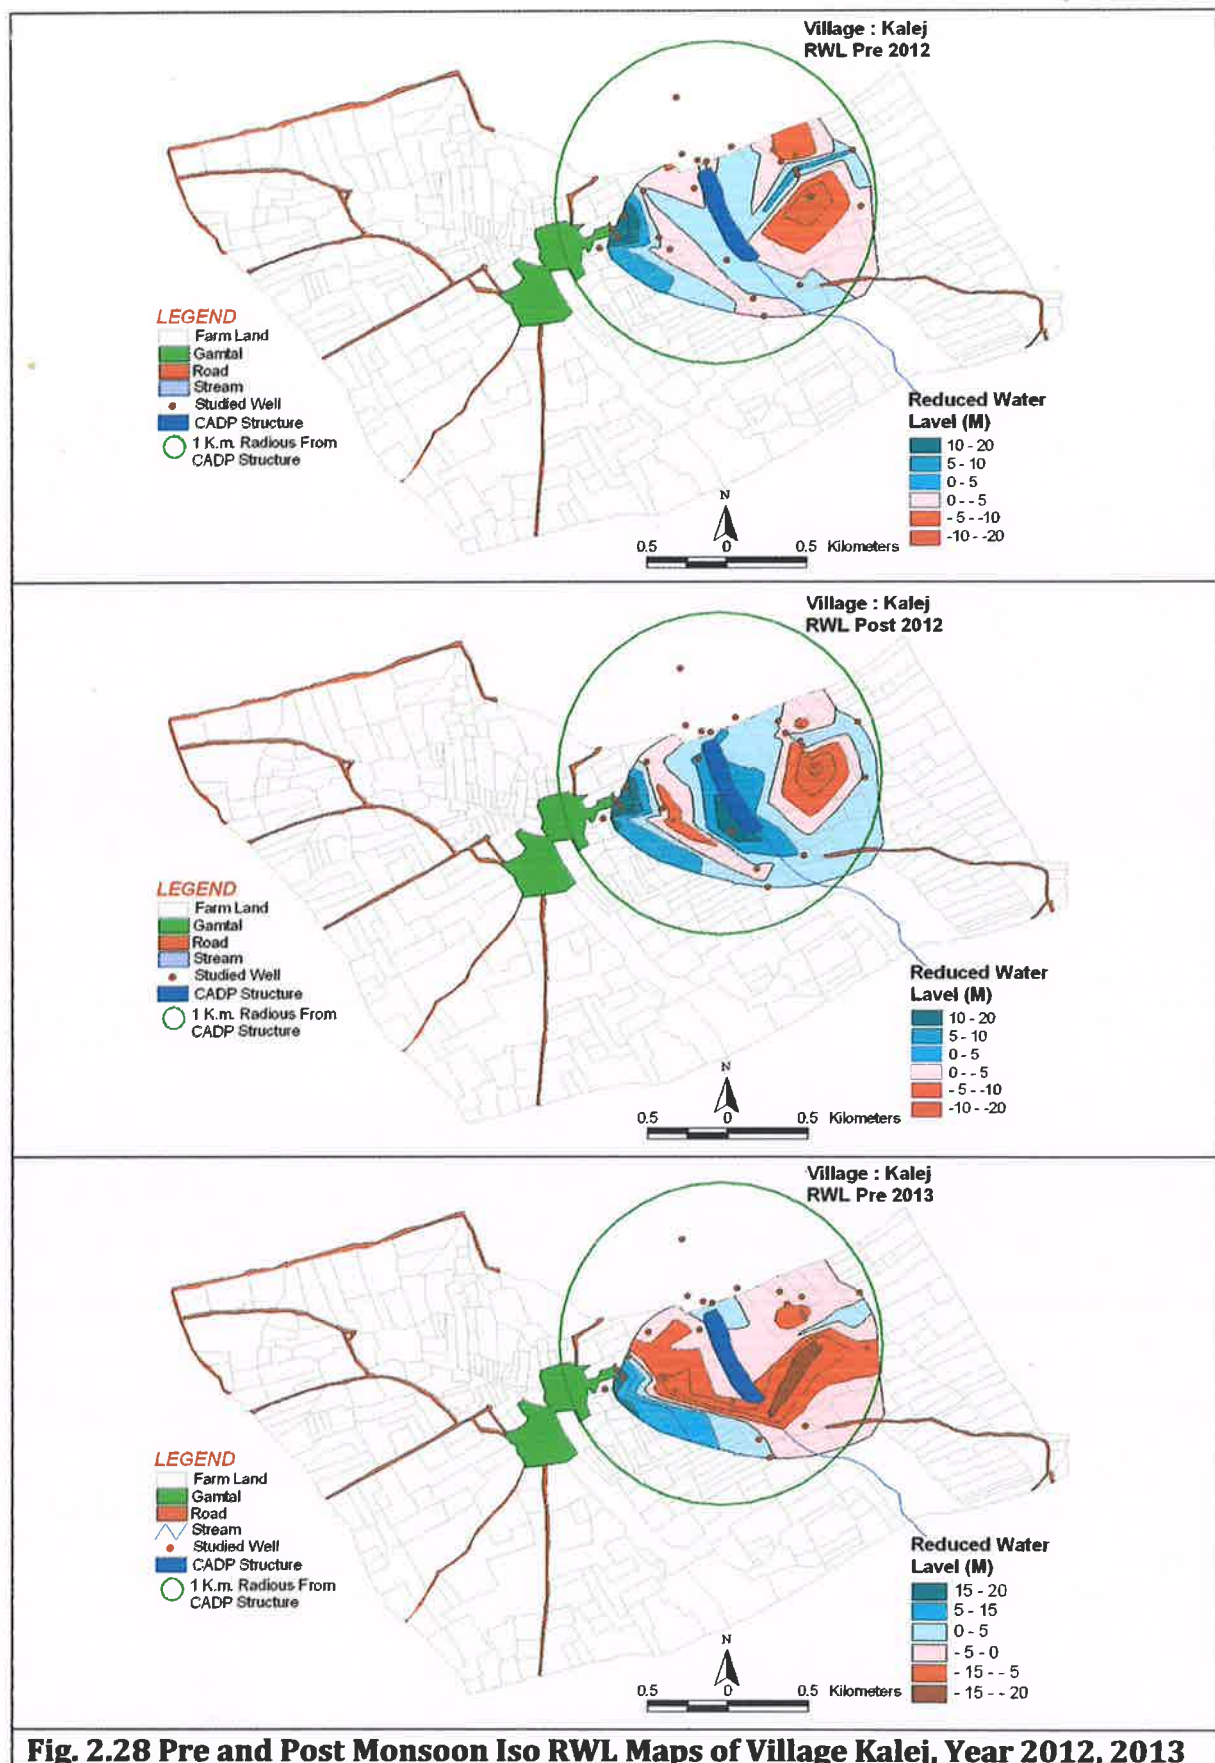 Village : Kalej
RWL Pre 2012
LEGEND
Farm Land
Gamtal
Road
Stream
Studied Well
CADP Structure
1 K.m. Radious From
CADP Structure
Reduced Water
Lavel (M)
10 - 20
5 - 10
0 - 5
0 - - 5
- 5 - -10
-10 - -20
N
0.5 0 0.5 Kilometers
Village : Kalej
RWL Post 2012
LEGEND
Farm Land
Gamtal
Road
Stream
Studied Well
CADP Structure
1 K.m. Radious From
CADP Structure
Reduced Water
Lavel (M)
10 - 20
5 - 10
0 - 5
0 - - 5
- 5 - -10
-10 - -20
N
0.5 0 0.5 Kilometers
Village : Kalej
RWL Pre 2013
LEGEND
Farm Land
Gamtal
Road
Stream
Studied Well
CADP Structure
1 K.m. Radious From
CADP Structure
Reduced Water
Lavel (M)
15 - 20
5 - 15
0 - 5
- 5 - 0
- 15 - - 5
- 15 - - 20
N
0.5 0 0.5 Kilometers
Fig. 2.28 Pre and Post Monsoon Iso RWL Maps of Village Kalej, Year 2012, 2013